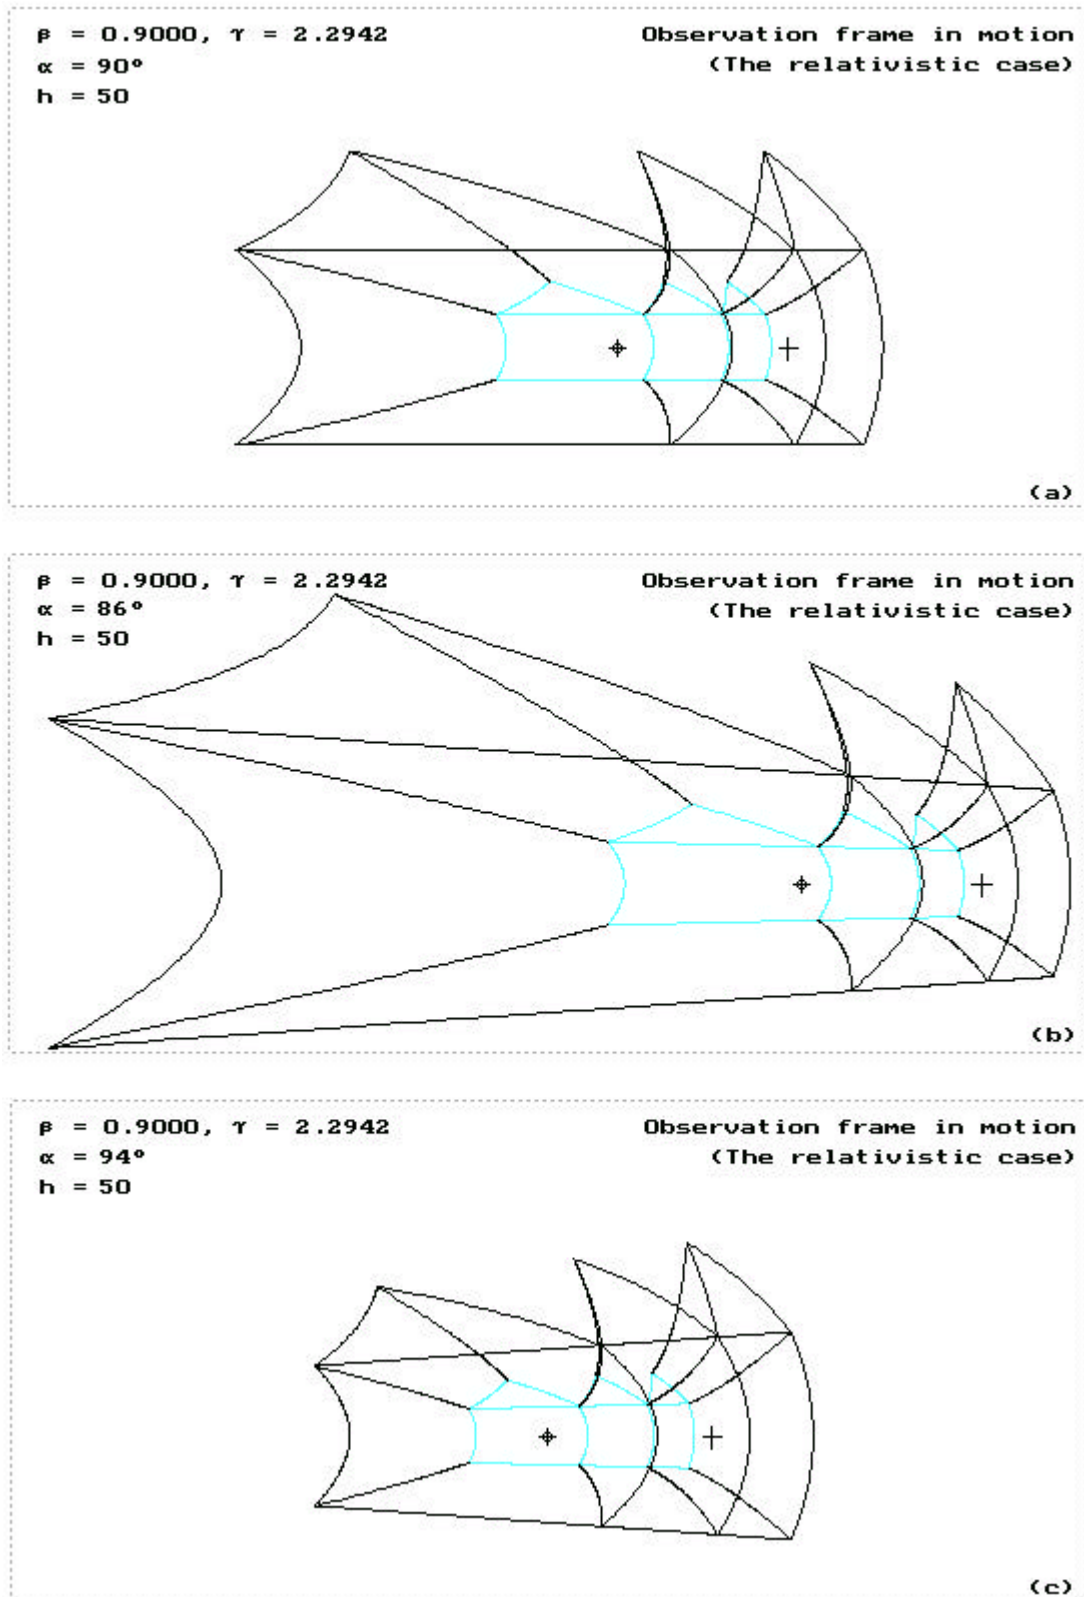 β = 0.9000, γ = 2.2942
Observation frame in motion
α = 90°
(The relativistic case)
h = 50
(a)
β = 0.9000, γ = 2.2942
Observation frame in motion
α = 86°
(The relativistic case)
h = 50
(b)
β = 0.9000, γ = 2.2942
Observation frame in motion
α = 94°
(The relativistic case)
h = 50
(c)